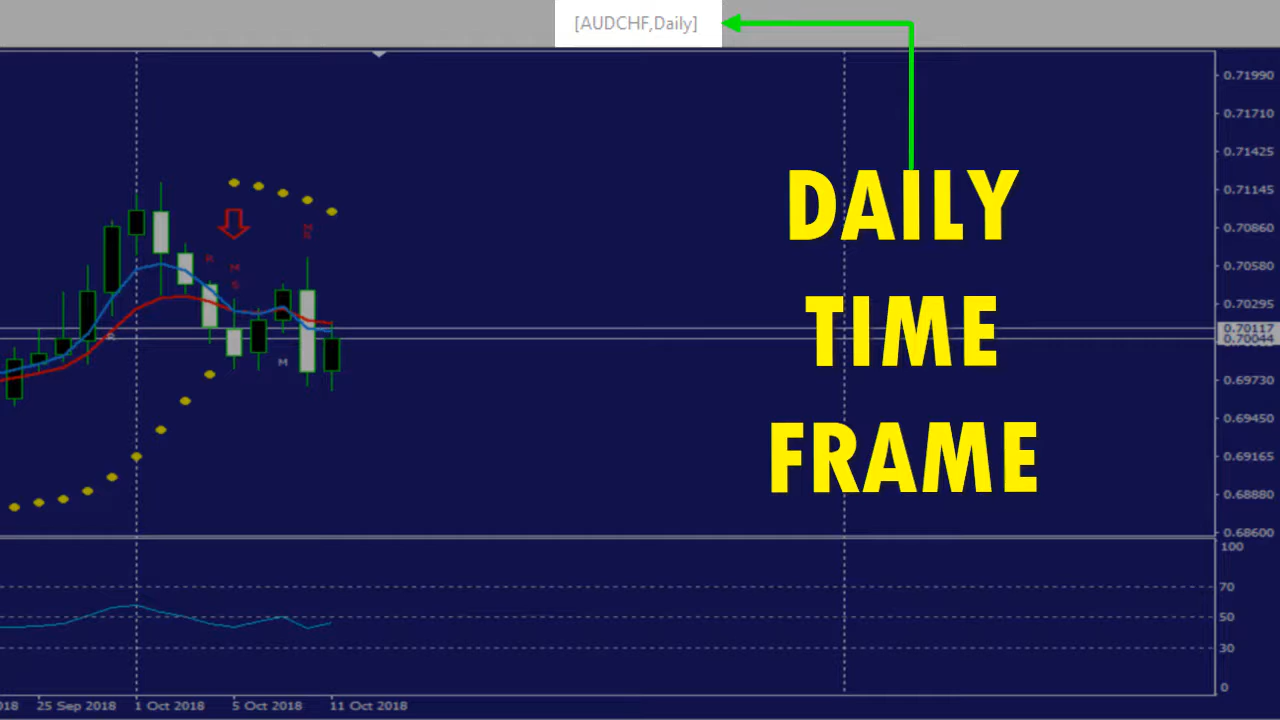 [AUDCHF,Daily]
DAILY
TIME
FRAME
0.71990
0.71710
0.71425
0.71145
0.70860
0.70580
0.70295
0.70117
0.70044
0.69730
0.69450
0.69165
0.68880
0.68600
R
M
S
M
R
M
100
70
50
30
0
018
25 Sep 2018
1 Oct 2018
5 Oct 2018
11 Oct 2018